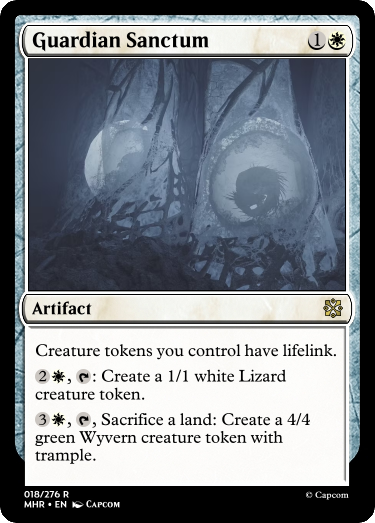 Guardian Sanctum 1
Artifact
Creature tokens you control have lifelink.
2 , : Create a 1/1 white Lizard
creature token.
3 , , Sacrifice a land: Create a 4/4
green Wyvern creature token with
trample.
018/276 R
MHR • EN CAPCOM
© Capcom